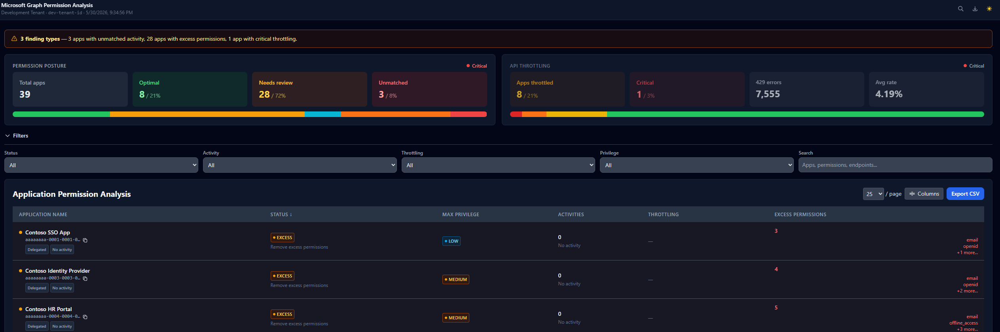 Microsoft Graph Permission Analysis
Development Tenant · dev-tenant-id · 5/30/2026, 9:34:56 PM
3 finding types — 3 apps with unmatched activity, 28 apps with excess permissions, 1 app with critical throttling.
PERMISSION POSTURE
Critical
Total apps
39
Optimal
8 / 21%
Needs review
28 / 72%
Unmatched
3 / 8%
API THROTTLING
Critical
Apps throttled
8 / 21%
Critical
1 / 3%
429 errors
7,555
Avg rate
4.19%
Filters
Status
All
Activity
All
Throttling
All
Privilege
All
Search
Apps, permissions, endpoints...
Application Permission Analysis
25 / page
Columns
Export CSV
APPLICATION NAME STATUS ↓ MAX PRIVILEGE ACTIVITIES THROTTLING EXCESS PERMISSIONS
Contoso SSO App
aaaaaaaa-0001-0001-0…
Delegated No activity
EXCESS
Remove excess permissions
LOW
0
No activity
—
3
email
openid
+1 more...
Contoso Identity Provider
aaaaaaaa-0003-0003-0…
Delegated No activity
EXCESS
Remove excess permissions
MEDIUM
0
No activity
—
4
email
openid
+2 more...
Contoso HR Portal
aaaaaaaa-0004-0004-0…
Delegated No activity
EXCESS
Remove excess permissions
MEDIUM
0
No activity
—
5
email
offline_access
+3 more...